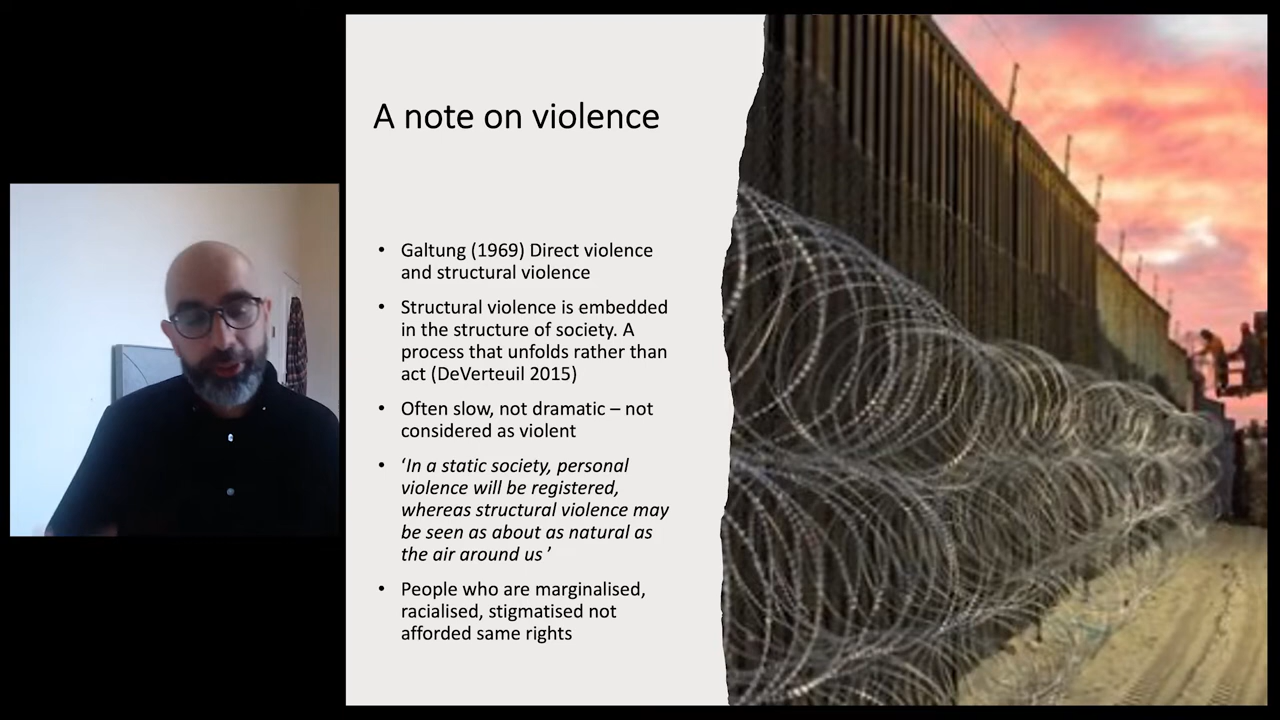 A note on violence
• Galtung (1969) Direct violence
and structural violence
• Structural violence is embedded
in the structure of society. A
process that unfolds rather than
act (DeVerteuil 2015)
• Often slow, not dramatic – not
considered as violent
• ‘In a static society, personal
violence will be registered,
whereas structural violence may
be seen as about as natural as
the air around us ’
• People who are marginalised,
racialised, stigmatised not
afforded same rights